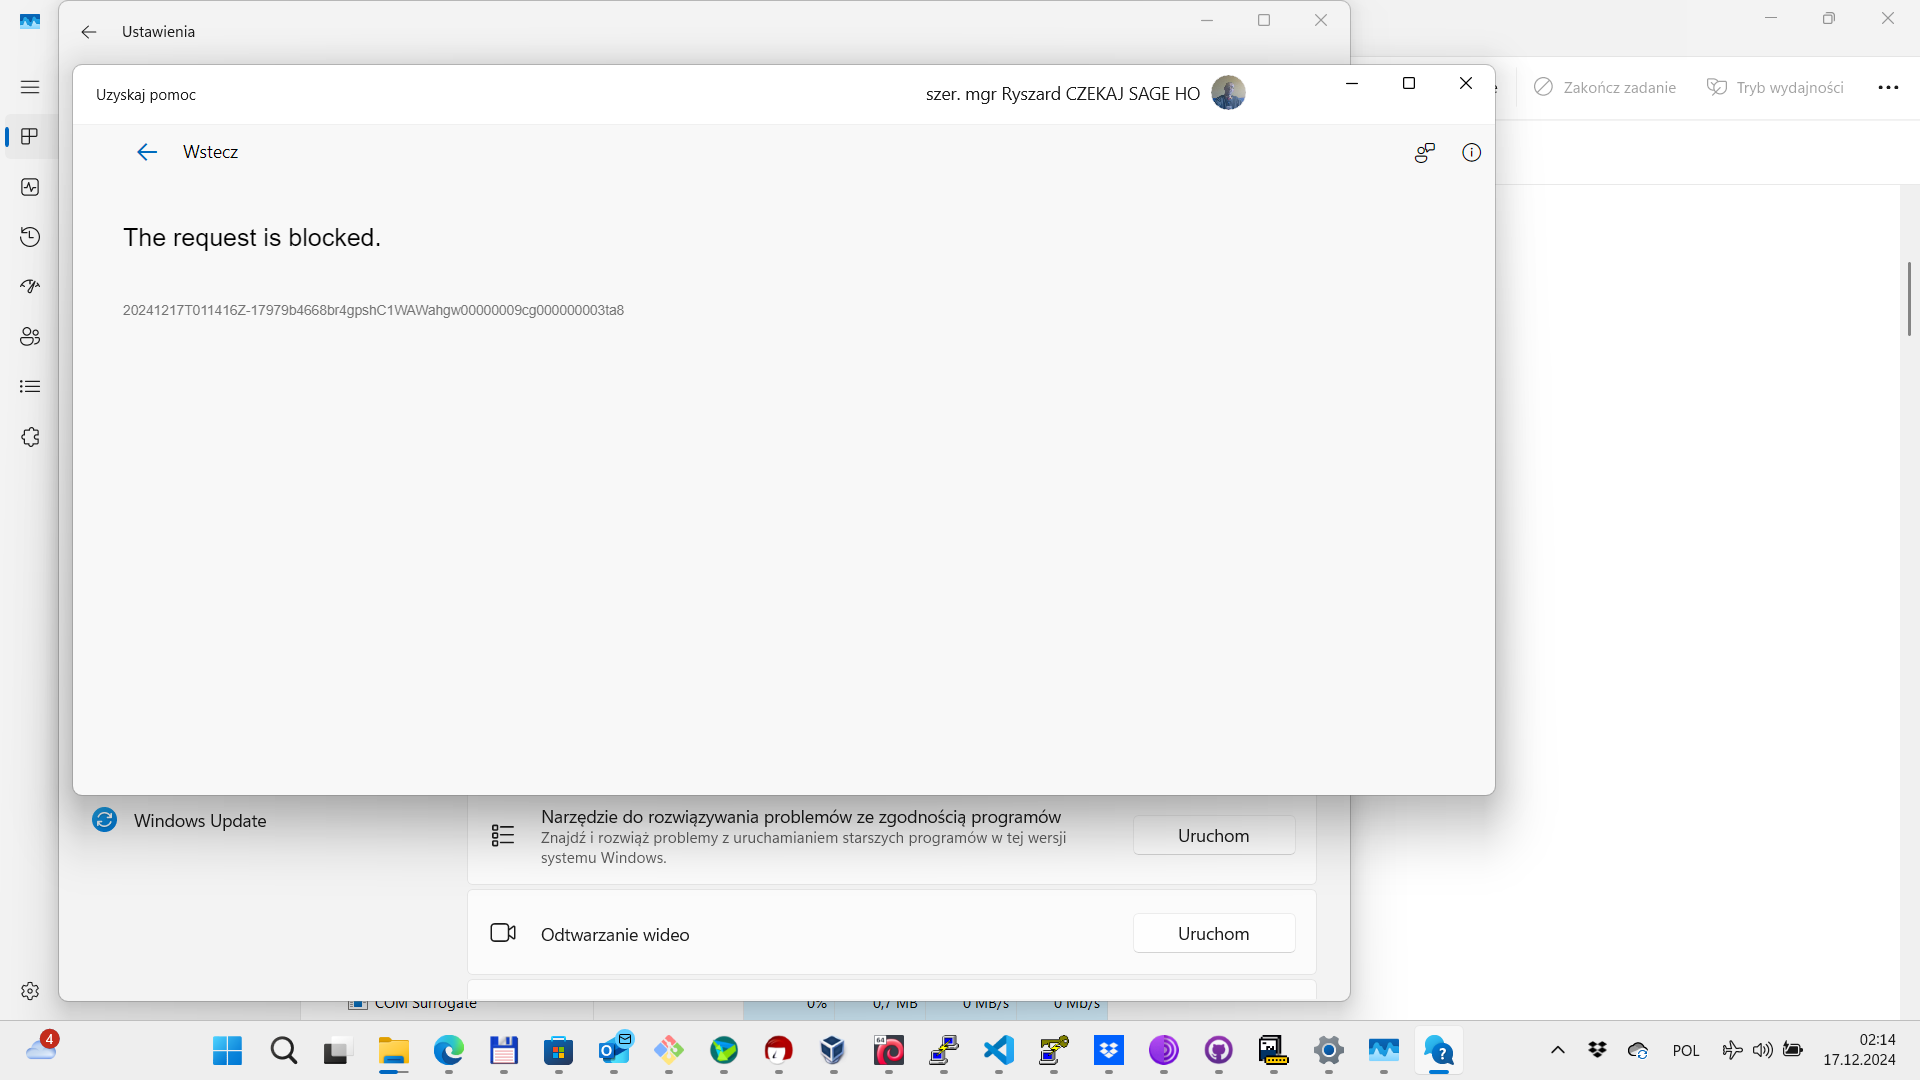 Ustawienia
Uzyskaj pomoc
szer. mgr Ryszard CZEKAJ SAGE HO
Zakończ zadanie
Tryb wydajności
Wstecz
The request is blocked.
20241217T011416Z-17979b4668br4gpshC1WAWahgw00000009cg000000003ta8
Windows Update
Narzędzie do rozwiązywania problemów ze zgodnością programów
Znajdź i rozwiąż problemy z uruchamianiem starszych programów w tej wersji
systemu Windows.
Uruchom
Odtwarzanie wideo
Uruchom
COM Surrogate
0%
0,7 MB
0 MB/s
0 Mb/s
4
64
POL
02:14
17.12.2024